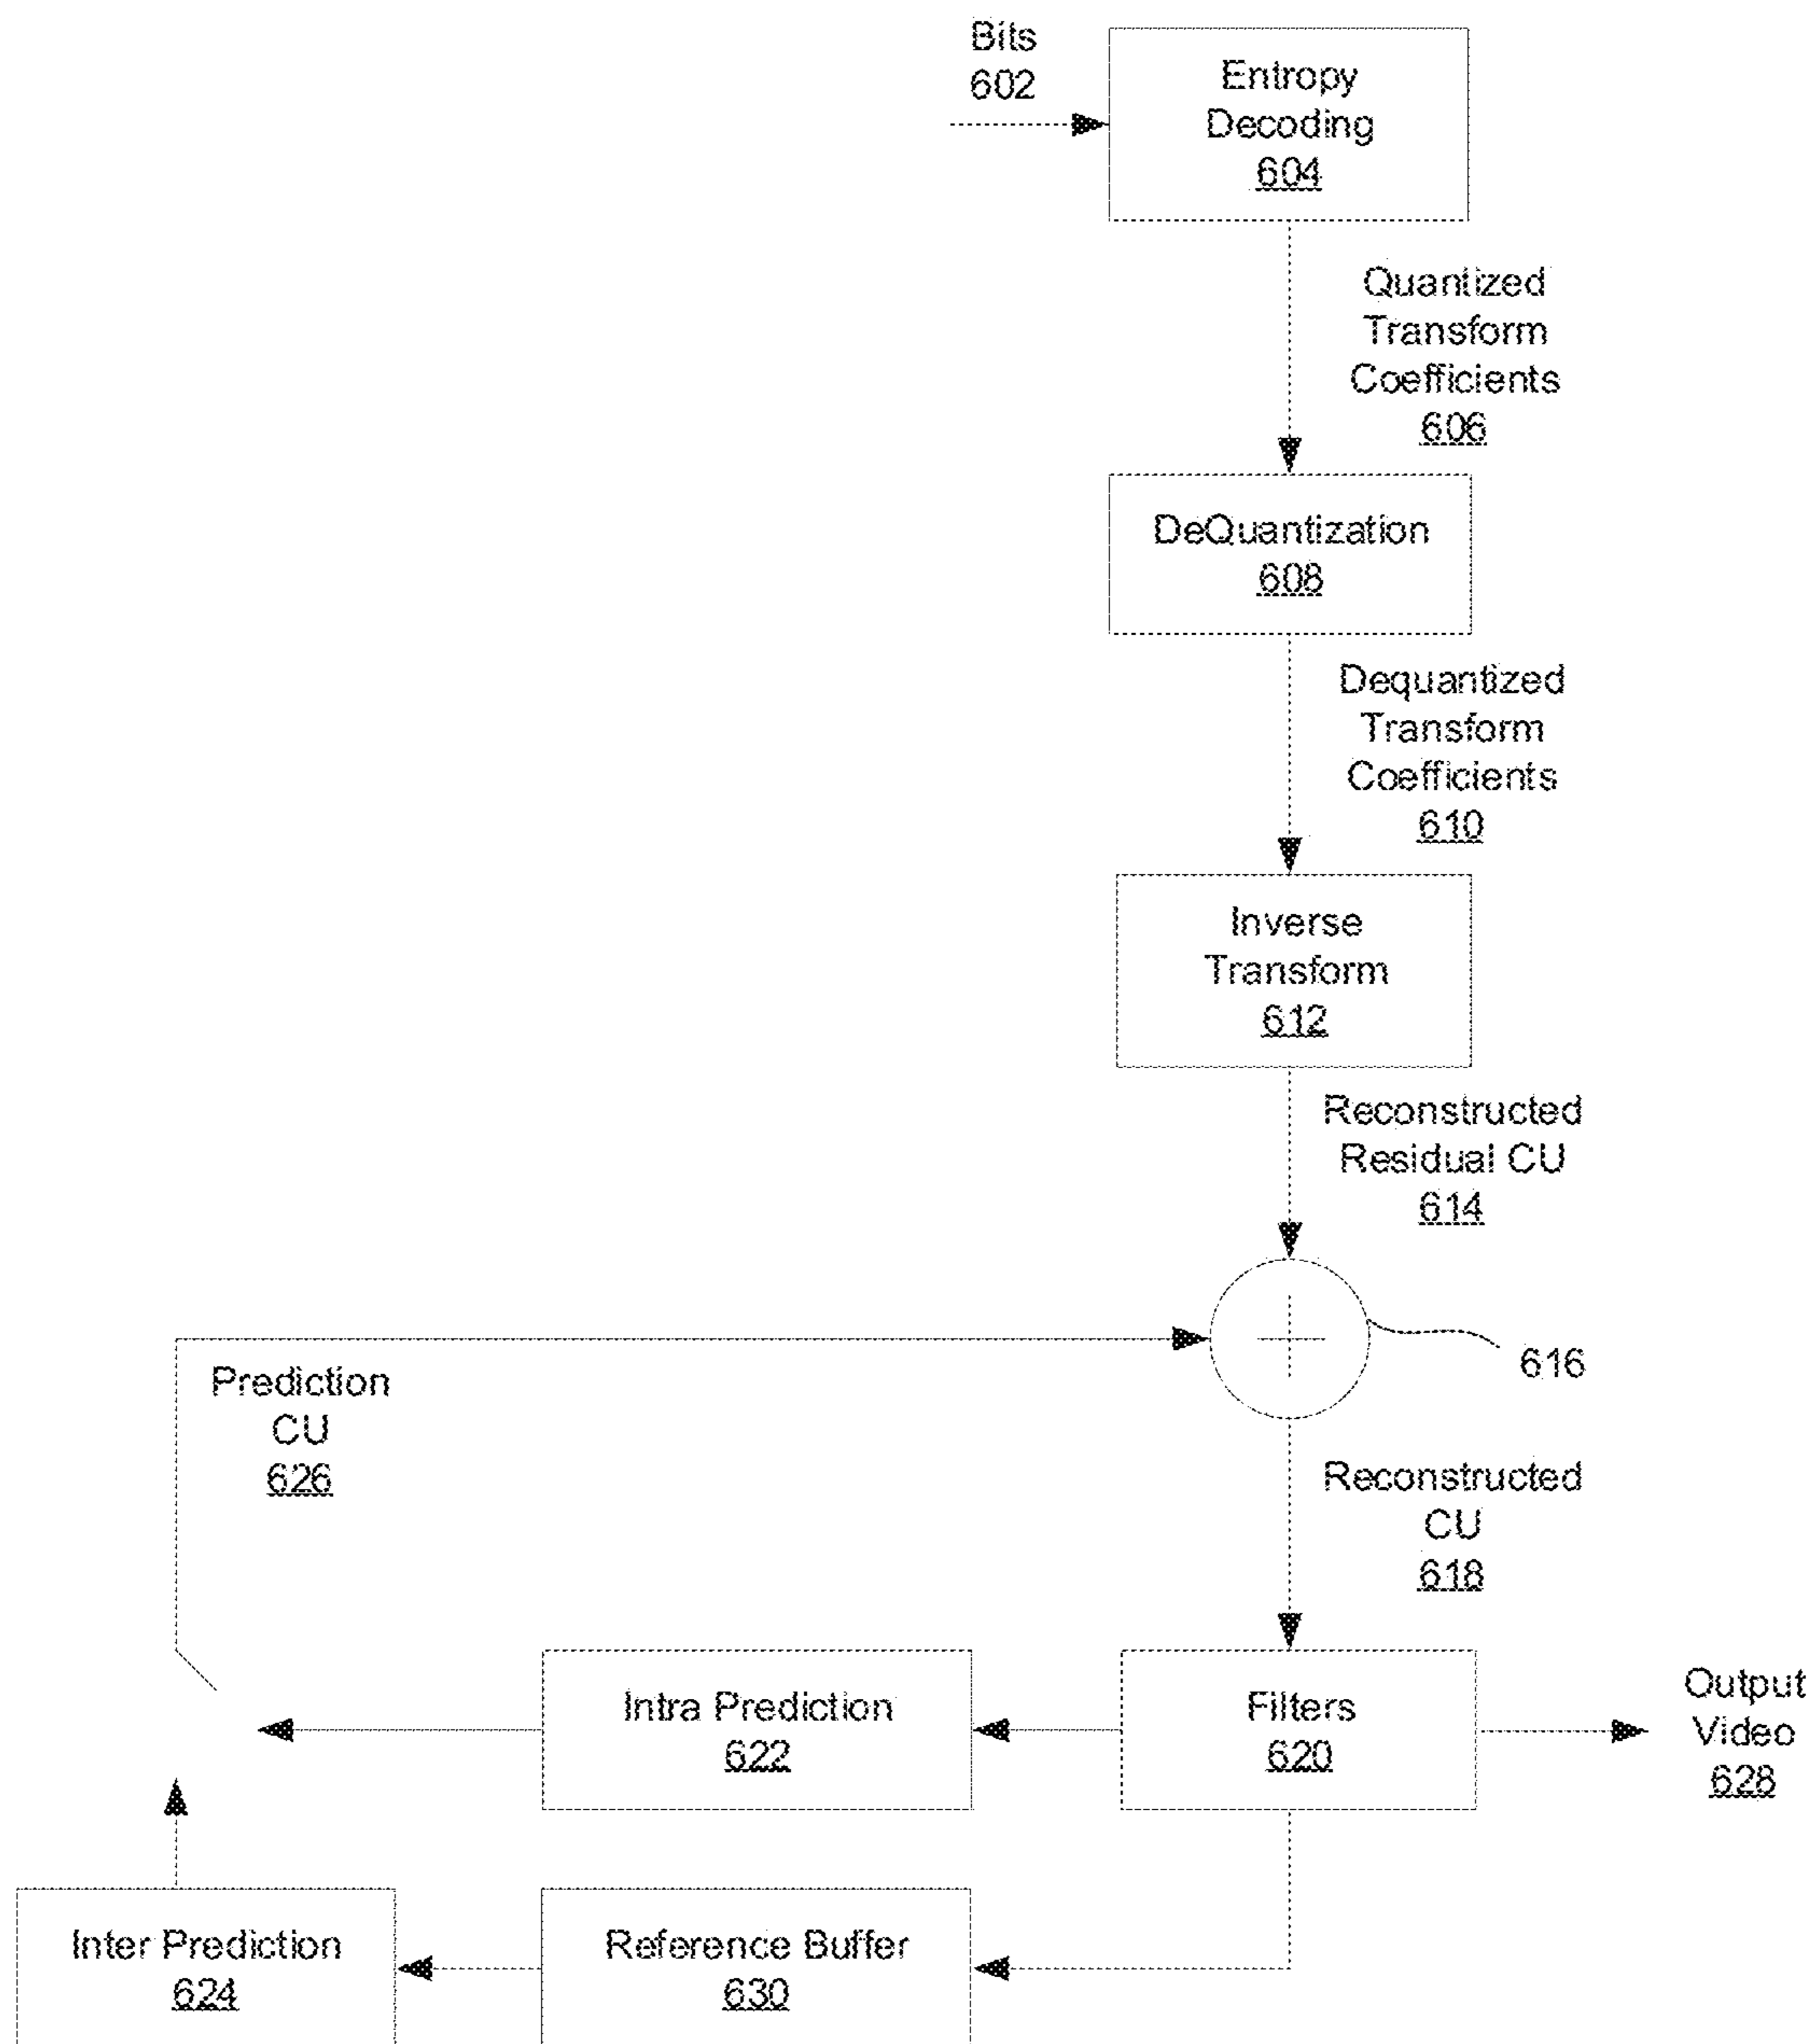 Bits
602
Entropy
Decoding
604
Quantized
Transform
Coefficients
606
DeQuantization
608
Dequantized
Transform
Coefficients
610
Inverse
Transform
612
Reconstructed
Residual CU
614
616
Prediction
CU
626
Reconstructed
CU
618
Intra Prediction
622
Filters
620
Output
Video
628
Inter Prediction
624
Reference Buffer
630